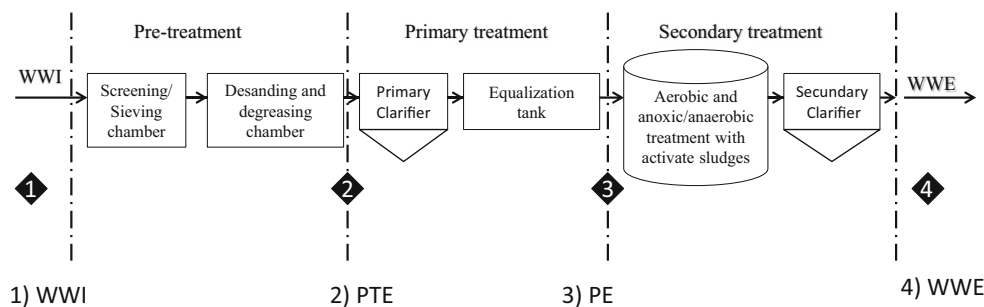 Pre-treatment
Primary treatment
Secondary treatment
WWI
Screening/
Sieving
chamber
Desanding and
degreasing
chamber
Primary
Clarifier
Equalization
tank
Aerobic and
anoxic/anaerobic
treatment with
activate sludges
Secundary
Clarifier
WWE
1
2
3
4
1) WWI
2) PTE
3) PE
4) WWE